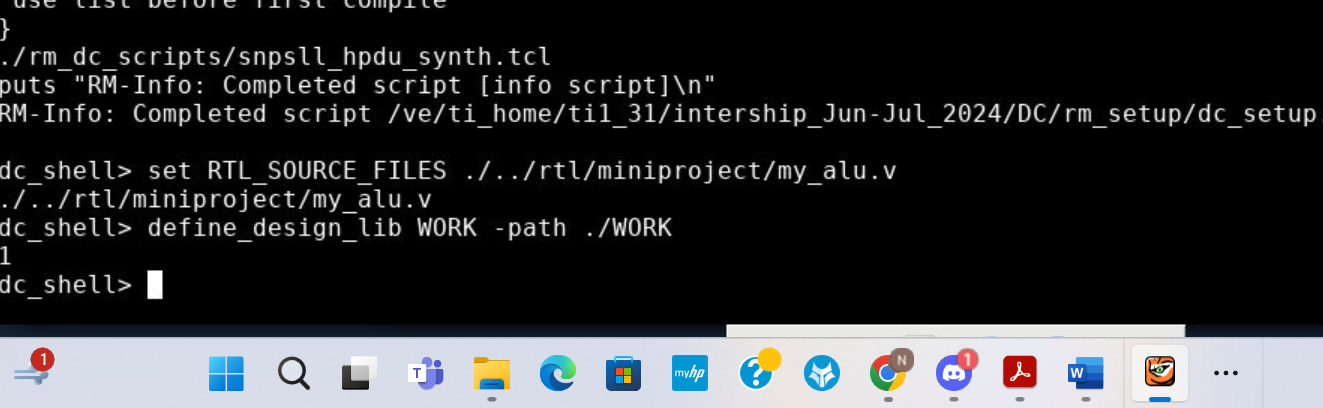 use list before first compile
}
./rm_dc_scripts/snpsll_hpdu_synth.tcl
puts "RM-Info: Completed script [info script]\n"
RM-Info: Completed script /ve/ti_home/ti1_31/intership_Jun-Jul_2024/DC/rm_setup/dc_setup.
dc_shell> set RTL_SOURCE_FILES ./../rtl/miniproject/my_alu.v
./../rtl/miniproject/my_alu.v
dc_shell> define_design_lib WORK -path ./WORK
1
dc_shell>
1
T
myhp
?
N
1
W